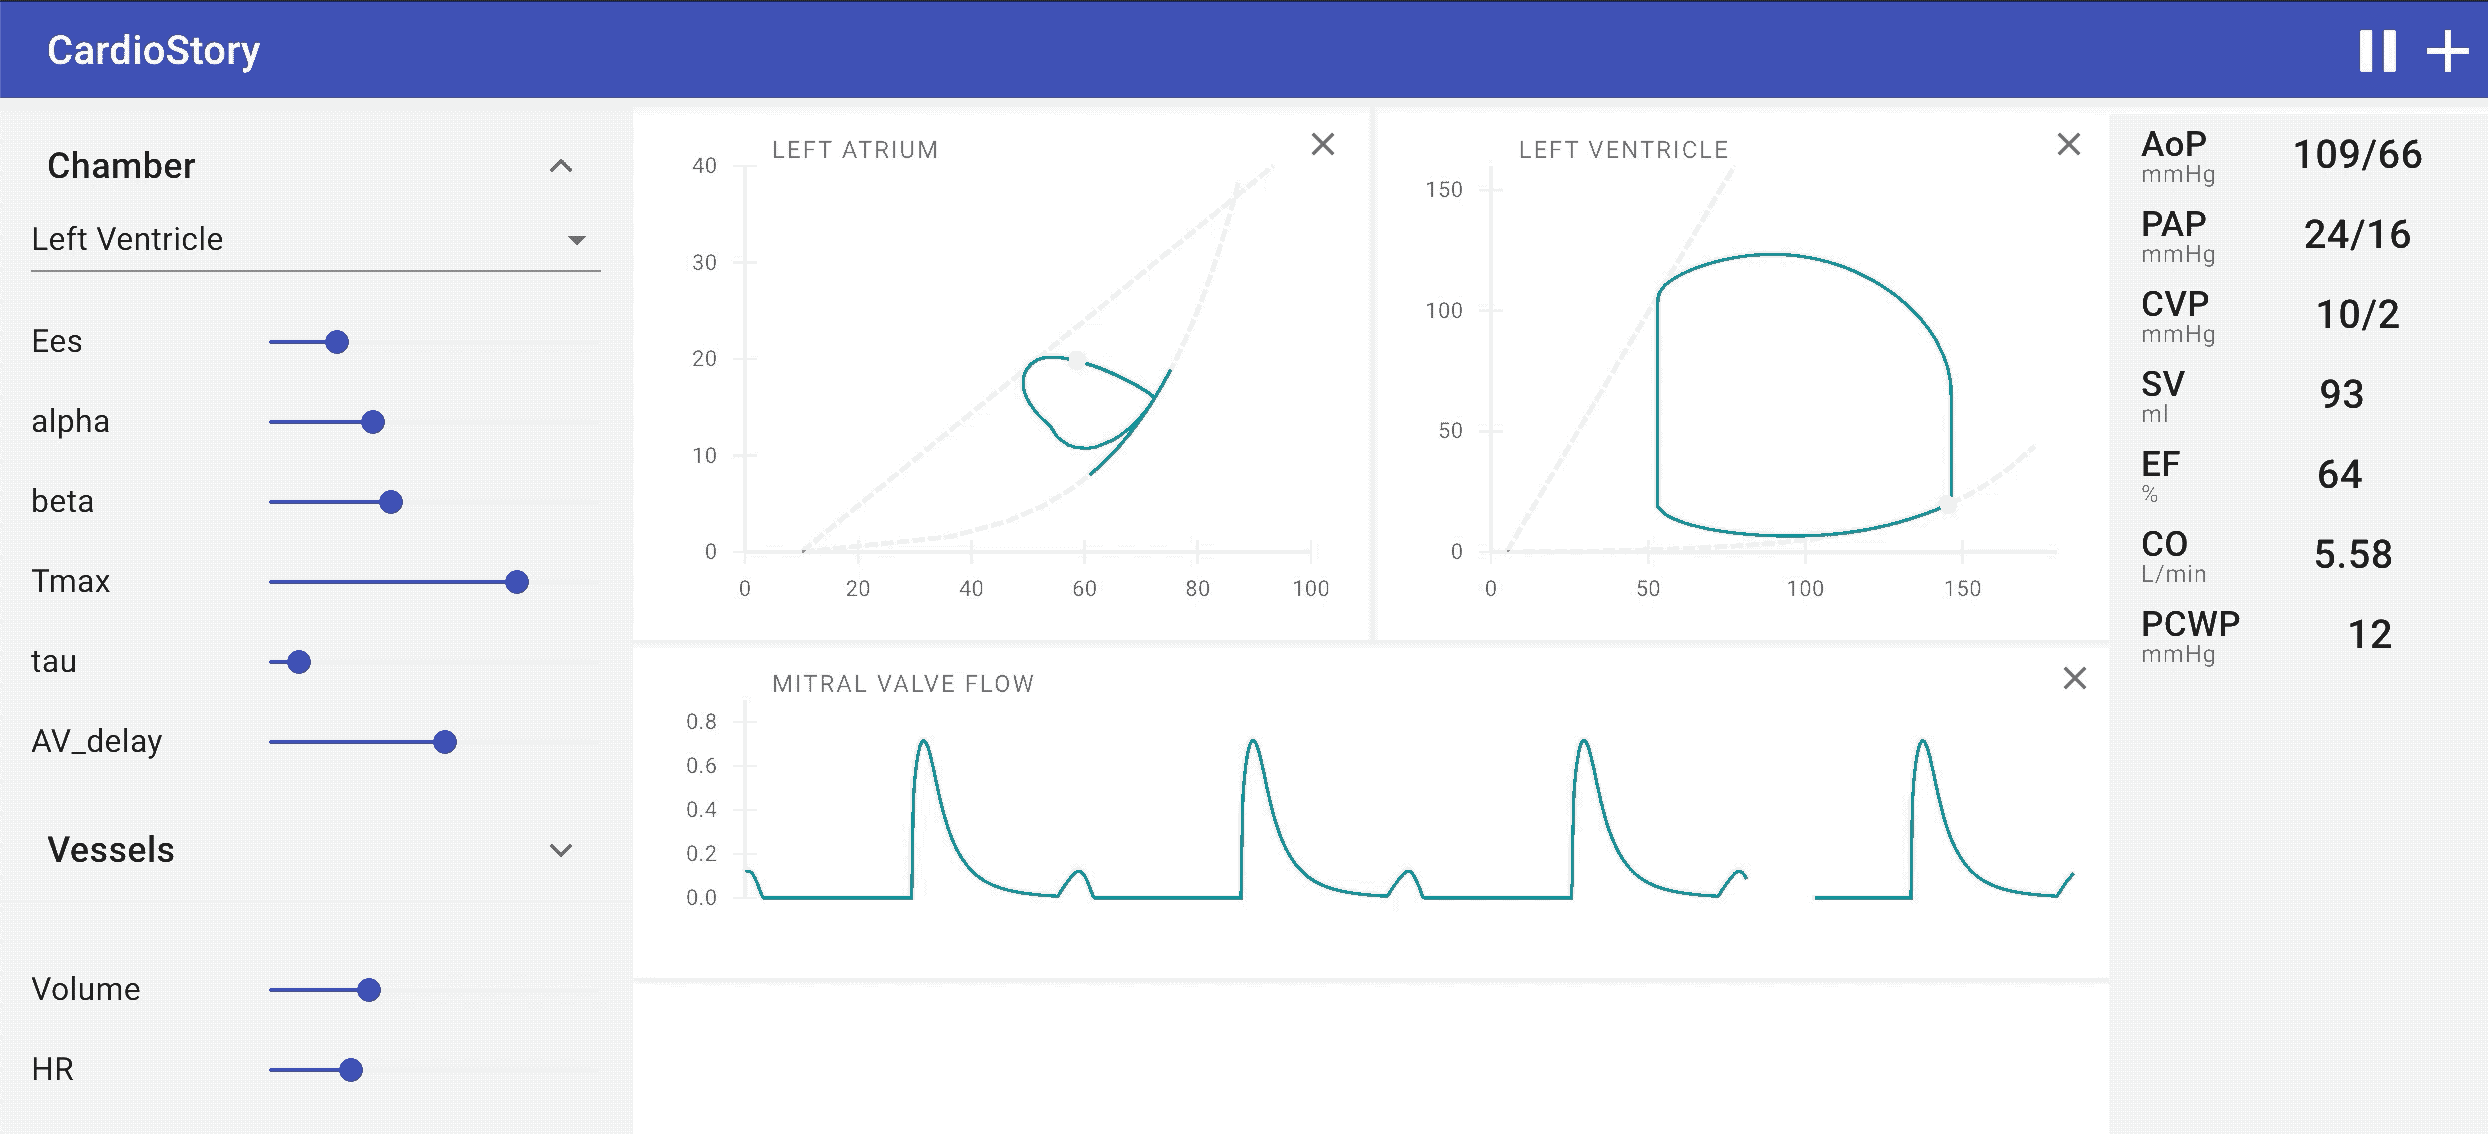 CardioStory
Chamber
Left Ventricle
Ees
alpha
beta
Tmax
tau
AV_delay
Vessels
Volume
HR
LEFT ATRIUM
40
30
20
10
0
0 20 40 60 80 100
LEFT VENTRICLE
150
100
50
0
0 50 100 150
MITRAL VALVE FLOW
0.8
0.6
0.4
0.2
0.0
AoP 109/66
mmHg
PAP 24/16
mmHg
CVP 10/2
mmHg
SV 93
ml
EF 64
%
CO 5.58
L/min
PCWP 12
mmHg